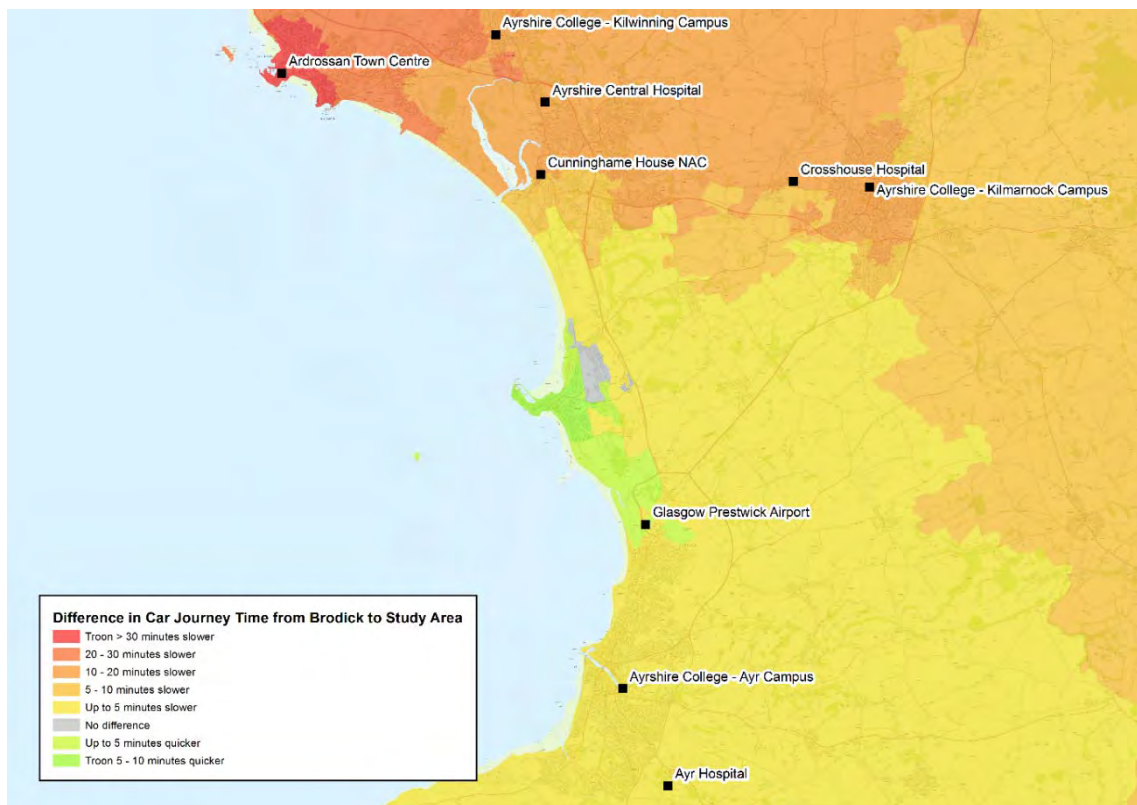 Ayrshire College - Kilwinning Campus
Ardrossan Town Centre
Ayrshire Central Hospital
Cunninghame House NAC
Crosshouse Hospital
Ayrshire College - Kilmarnock Campus
Glasgow Prestwick Airport
Ayrshire College - Ayr Campus
Ayr Hospital
Difference in Car Journey Time from Brodick to Study Area
Troon > 30 minutes slower
20 - 30 minutes slower
10 - 20 minutes slower
5 - 10 minutes slower
Up to 5 minutes slower
No difference
Up to 5 minutes quicker
Troon 5 - 10 minutes quicker